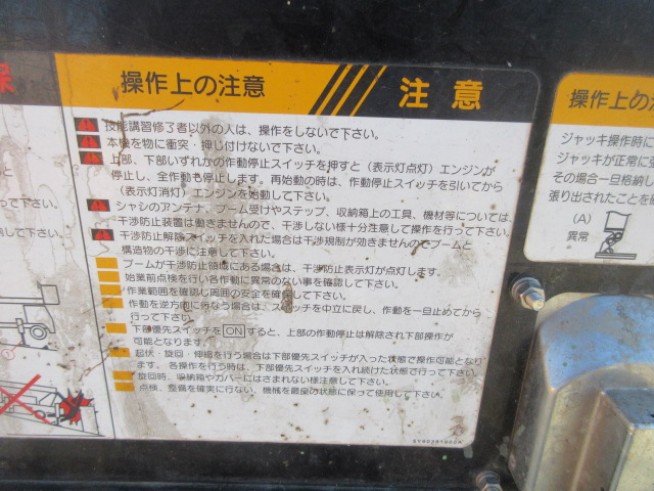 保
操作上の注意
注意
技能講習修了者以外の人は、操作をしないで下さい。
本機を物に衝突・押し付けないで下さい。
上部、下部いずれかの作動停止スイッチを押すと(表示灯点灯)エンジンが
停止し、全作動も停止します。再始動の時は、作動停止スイッチを引いてから
(表示灯消灯)エンジンを始動して下さい。
シャシのアンテナ、ブーム受けやステップ、収納箱上の工具、機材等については、
干渉防止装置は働きませんので、干渉しない様十分注意して操作を行って下さい。
干渉防止解除スイッチを入れた場合は干渉規制が効きませんのでブームと
構造物の干渉に注意して下さい。
ブームが干渉防止領域にある場合は、干渉防止表示灯が点灯します。
始業前点検を行い各作動に異常のない事を確認して下さい。
作業範囲を確認し周囲の安全を確保して下さい。
作動を逆方向に行なう場合は、スイッチを中立に戻し、作動を一旦止めてから
行って下さい。
下部優先スイッチを ON すると、上部の作動停止は解除され下部操作が
可能となります。
起伏・旋回・伸縮を行う場合は下部優先スイッチが入った状態で操作可能となり
ます。各操作を行う時は、下部優先スイッチを入れ続けた状態で行って下さい。
旋回時、収納箱やカバーにはさまれない様注意して下さい。
点検、整備を確実に行ない、機械を最良の状態に保って使用して下さい。
操作上の
ジャッキ操作時に
ジャッキが正常に張
その場合一旦格納し
張り出されたことを確
(A)
異常